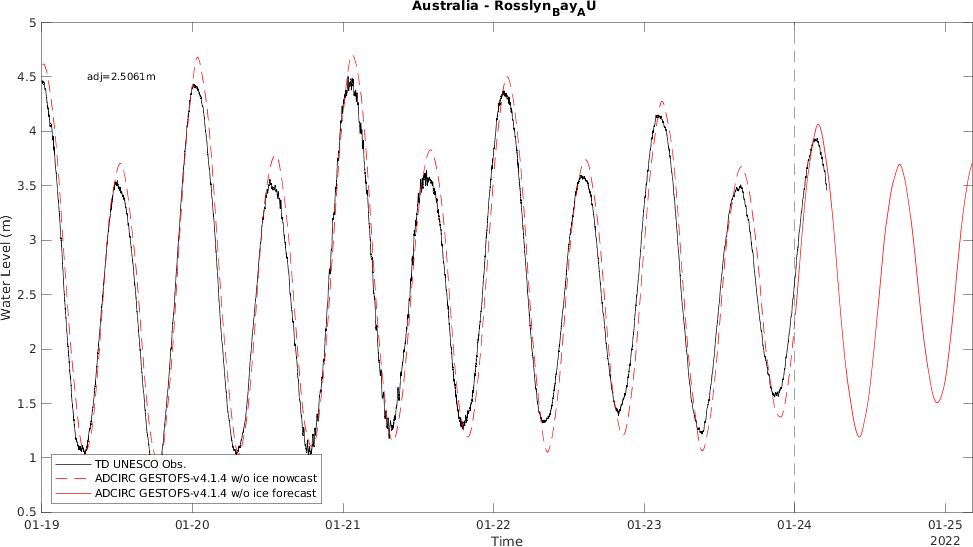 Australia - Rosslyn_Bay_AU
adj=2.5061m
Water Level (m)
5
4.5
4
3.5
3
2.5
2
1.5
1
0.5
TD UNESCO Obs.
ADCIRC GESTOFS-v4.1.4 w/o ice nowcast
ADCIRC GESTOFS-v4.1.4 w/o ice forecast
01-19 01-20 01-21 01-22 01-23 01-24 01-25
Time
2022